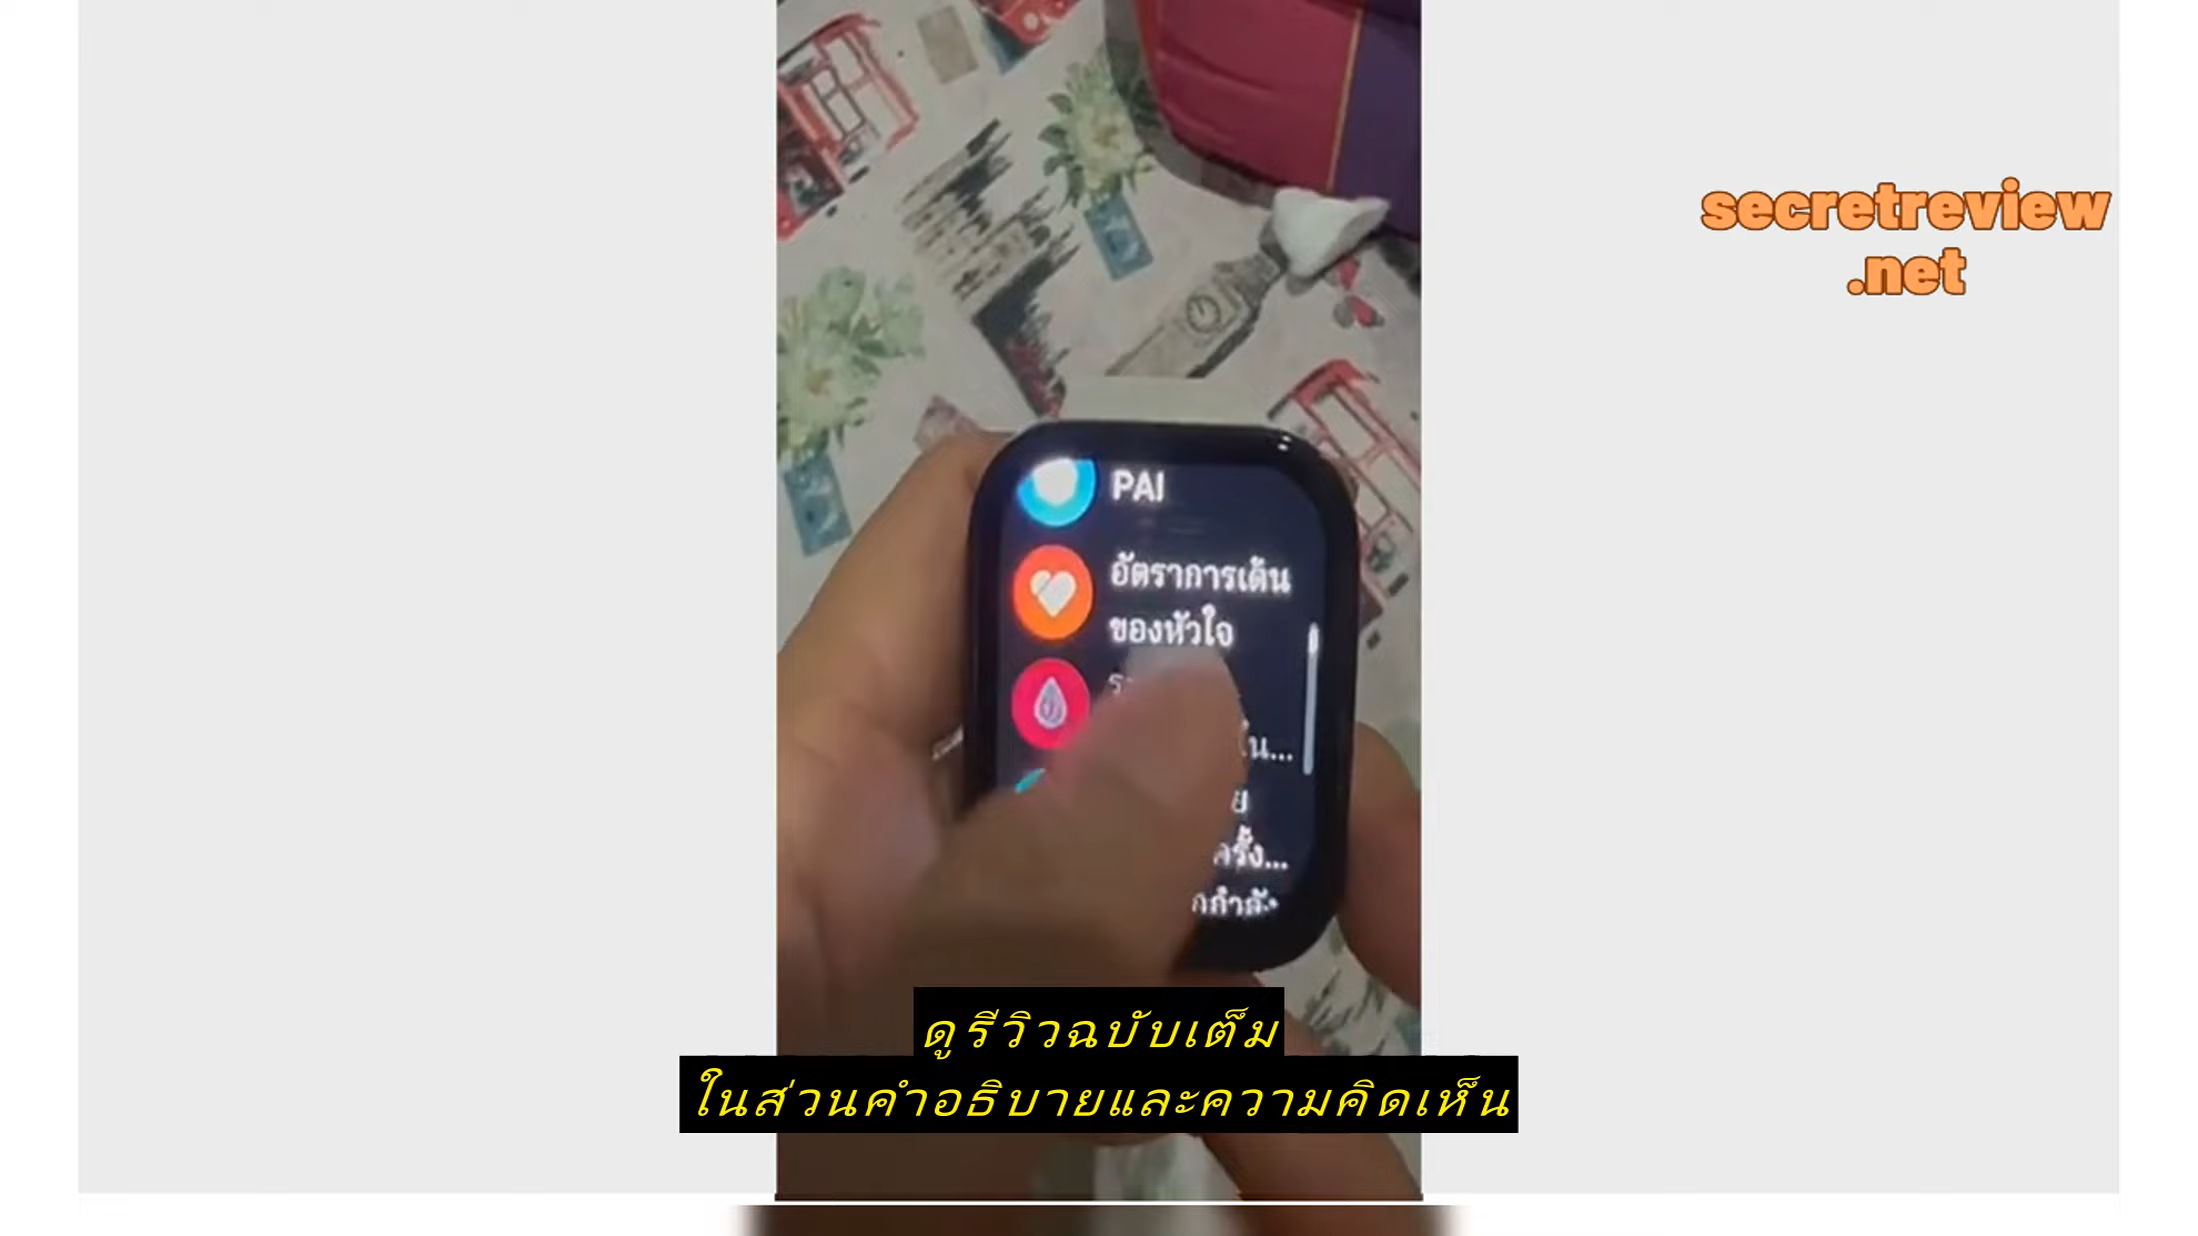 secretreview
.net
PAI
อัตราการเต้น
ของหัวใจ
ดูรีวิวฉบับเต็ม
ในส่วนคำอธิบายและความคิดเห็น